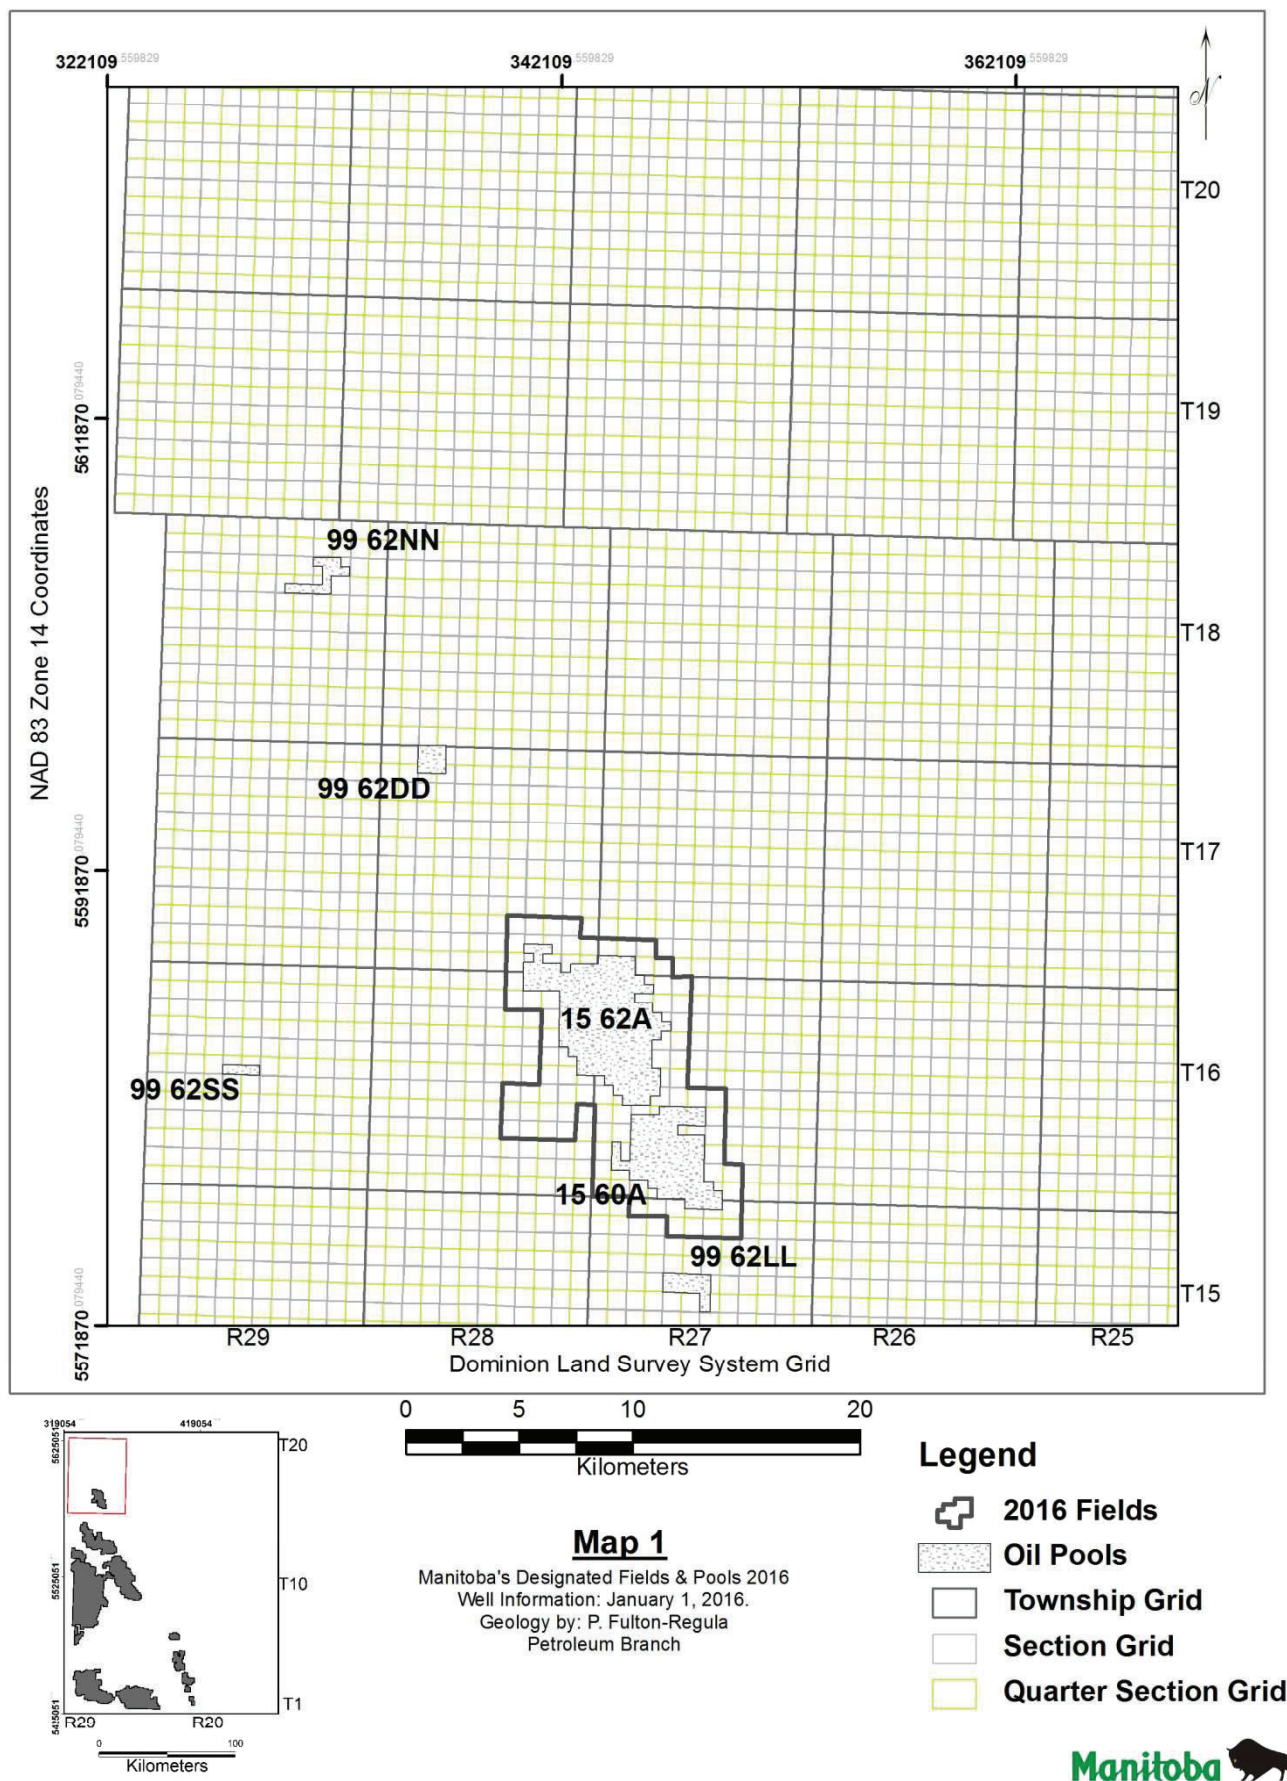 322109.559829 342109.559829 362109.559829
N
T20
T19
T18
T17
T16
T15
NAD 83 Zone 14 Coordinates
5611870.079440
5591870.079440
5571870.079440
99 62NN
99 62DD
15 62A
99 62SS
15 60A
99 62LL
R29 R28 R27 R26 R25
Dominion Land Survey System Grid
0 5 10 20
Kilometers
Map 1
Manitoba's Designated Fields & Pools 2016
Well Information: January 1, 2016.
Geology by: P. Fulton-Regula
Petroleum Branch
Legend
2016 Fields
Oil Pools
Township Grid
Section Grid
Quarter Section Grid
319054 419054
5625051
5525051
5425051
T20
T10
T1
R29 R20
0 100
Kilometers
Manitoba